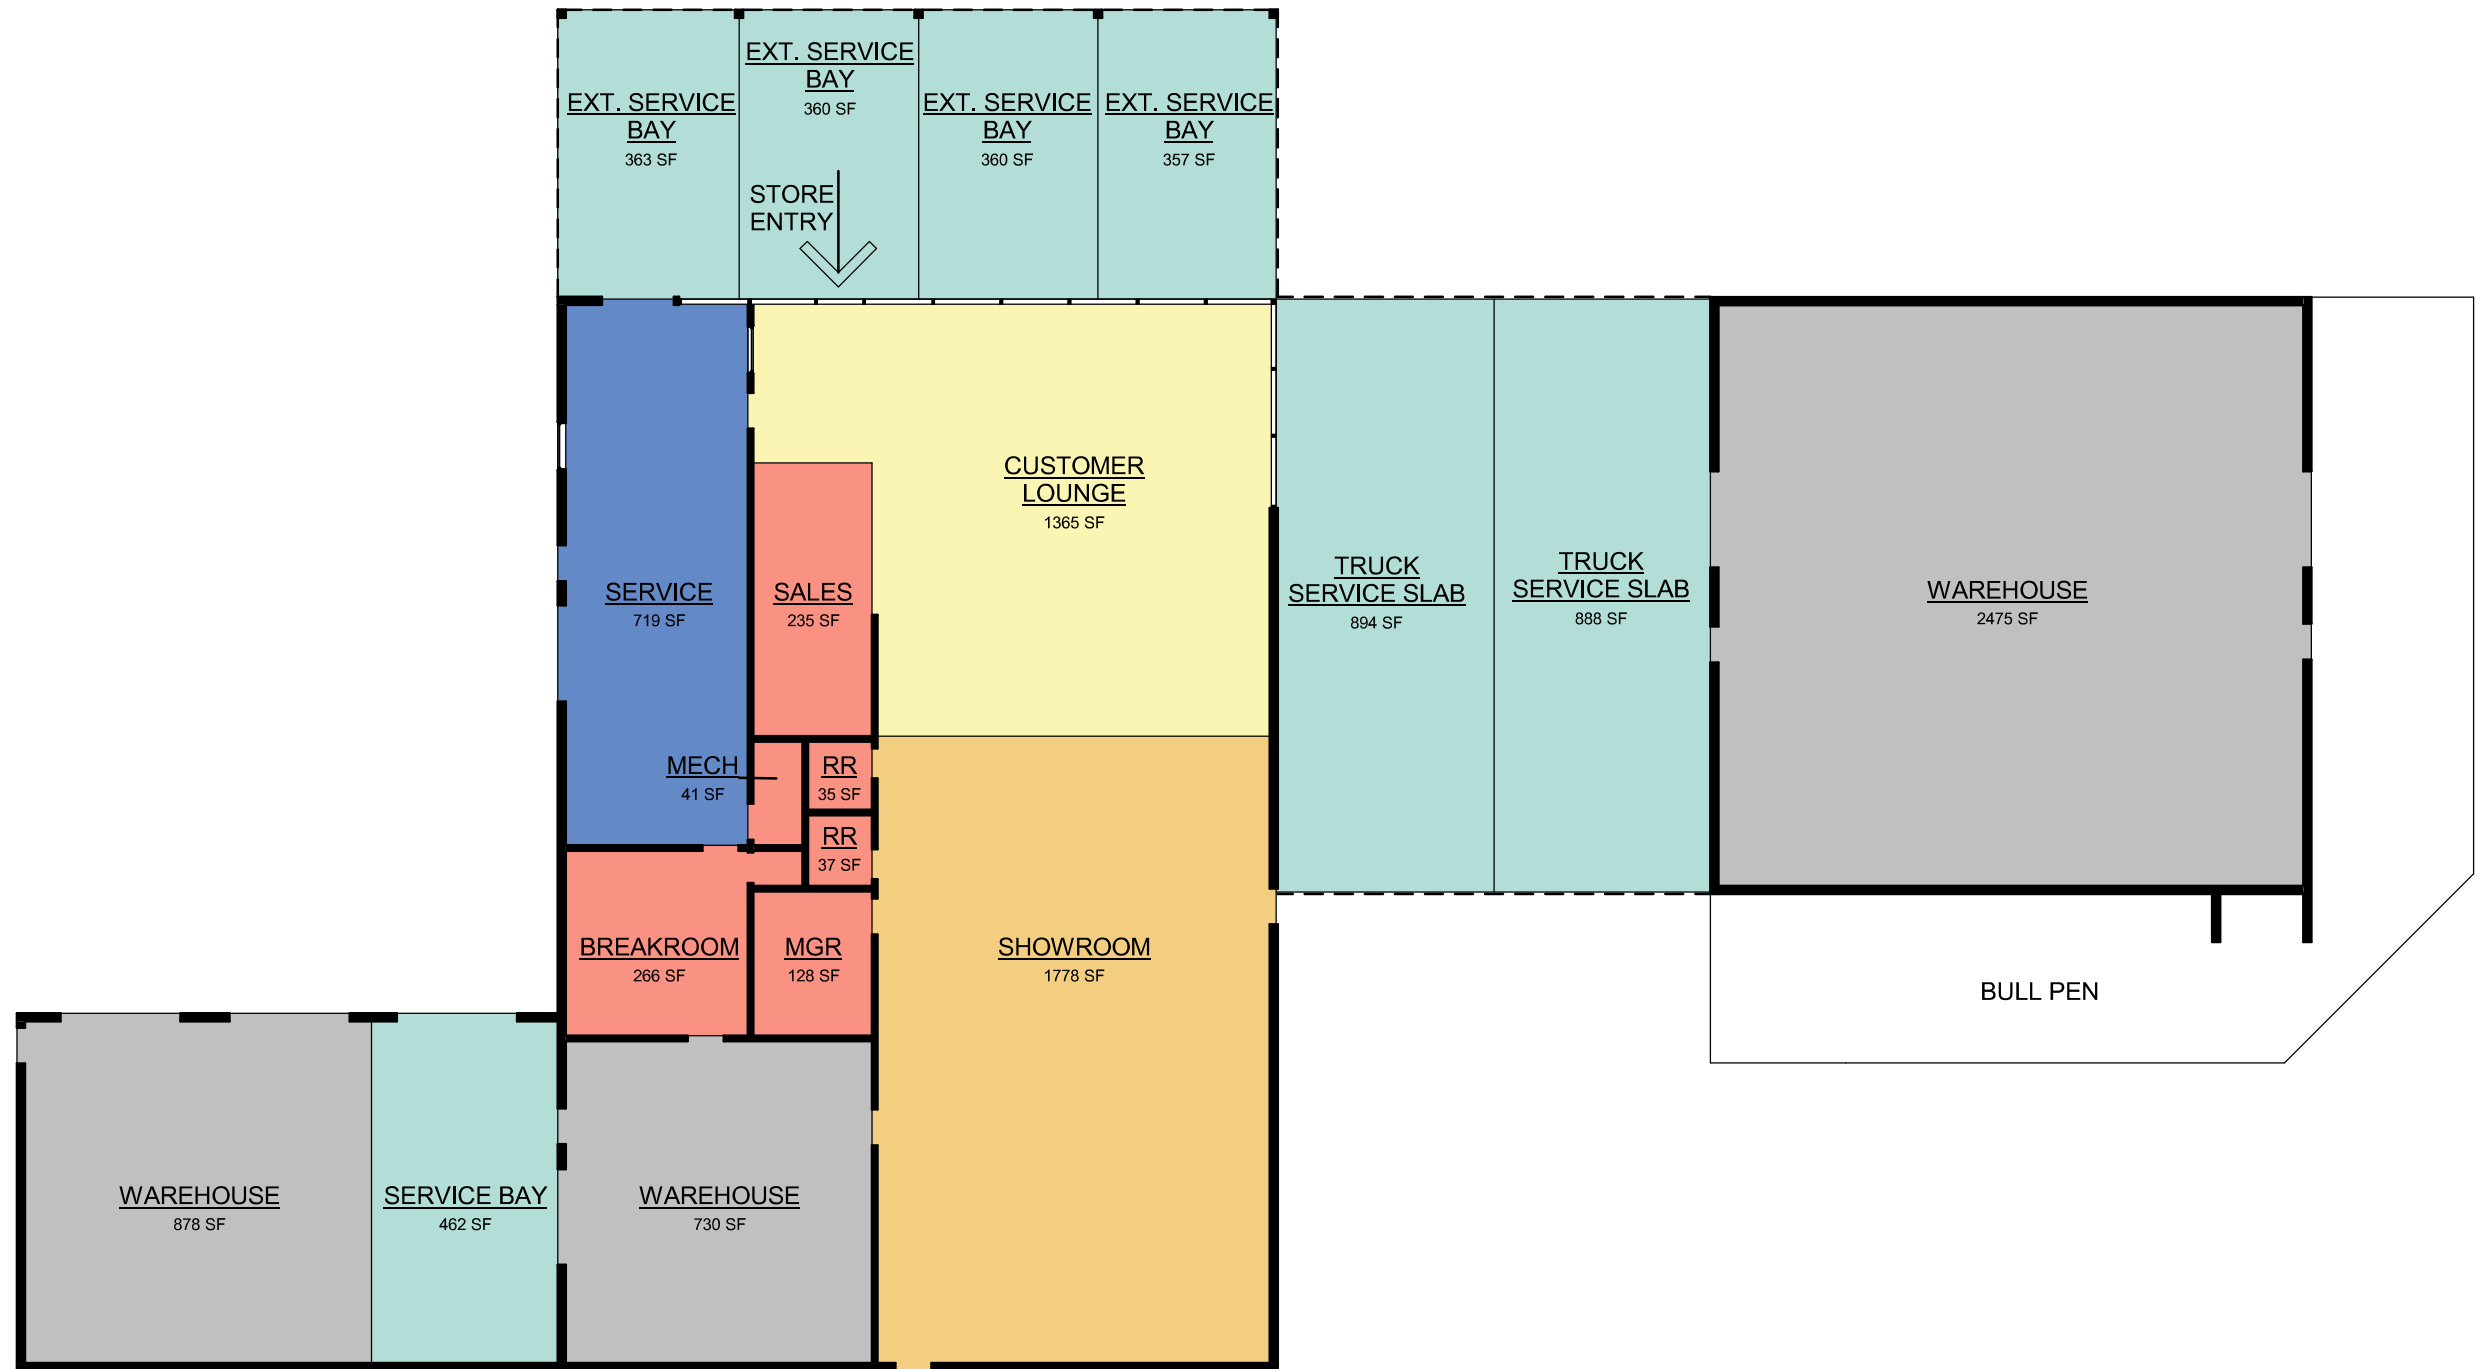 EXT. SERVICE
BAY
363 SF
EXT. SERVICE
BAY
360 SF
EXT. SERVICE
BAY
360 SF
EXT. SERVICE
BAY
357 SF
STORE
ENTRY
CUSTOMER
LOUNGE
1365 SF
SERVICE
719 SF
SALES
235 SF
TRUCK
SERVICE SLAB
894 SF
TRUCK
SERVICE SLAB
888 SF
WAREHOUSE
2475 SF
MECH
41 SF
RR
35 SF
RR
37 SF
BREAKROOM
266 SF
MGR
128 SF
SHOWROOM
1778 SF
BULL PEN
WAREHOUSE
878 SF
SERVICE BAY
462 SF
WAREHOUSE
730 SF